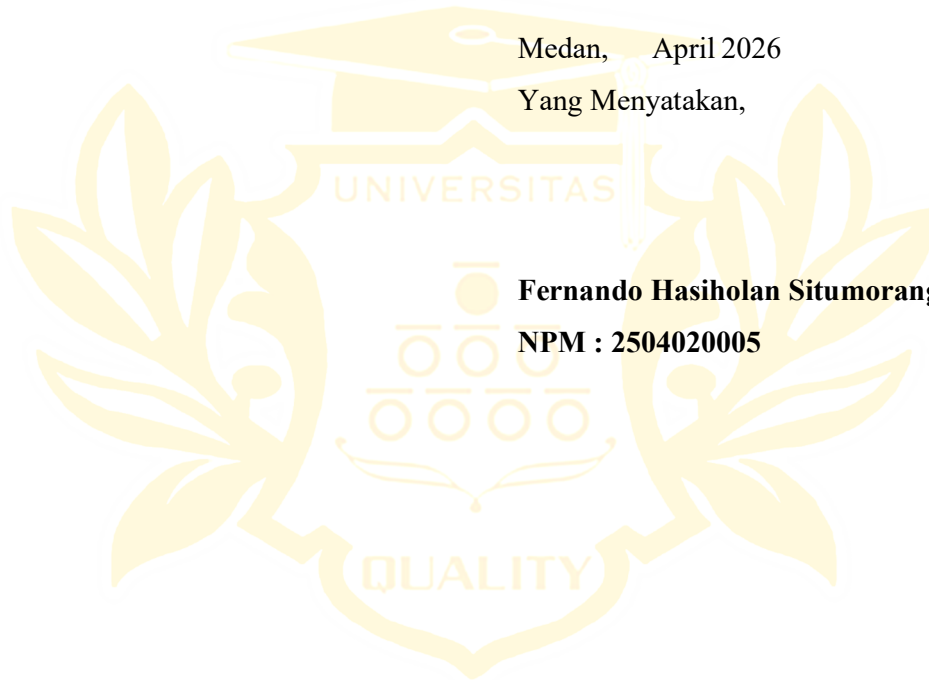 Medan, April 2026
Yang Menyatakan,
UNIVERSITAS
Fernando Hasiholan Situmorang
NPM : 2504020005
QUALITY